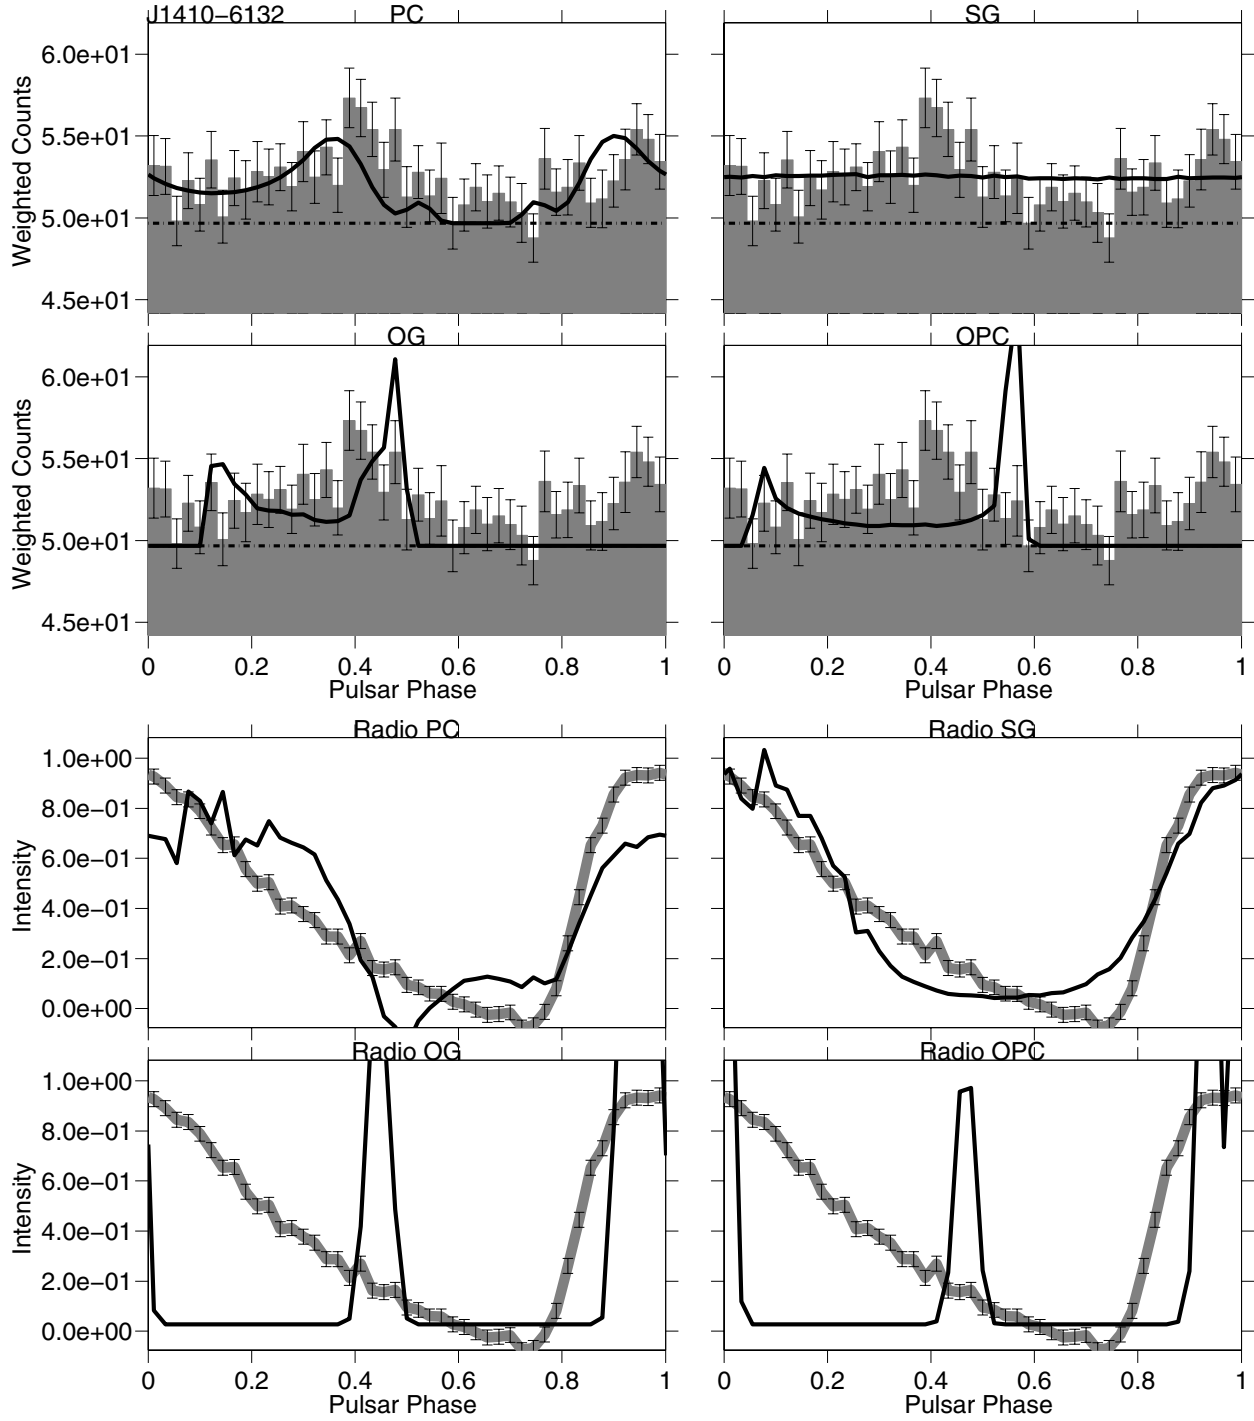 J1410−6132 PC SG
6.0e+01
5.5e+01
5.0e+01
4.5e+01
Weighted Counts
OG OPC
6.0e+01
5.5e+01
5.0e+01
4.5e+01
Weighted Counts
0 0.2 0.4 0.6 0.8 1 0 0.2 0.4 0.6 0.8 1
Pulsar Phase Pulsar Phase
Radio PC Radio SG
1.0e+00
8.0e−01
6.0e−01
4.0e−01
2.0e−01
0.0e+00
Intensity
Radio OG Radio OPC
1.0e+00
8.0e−01
6.0e−01
4.0e−01
2.0e−01
0.0e+00
Intensity
0 0.2 0.4 0.6 0.8 1 0 0.2 0.4 0.6 0.8 1
Pulsar Phase Pulsar Phase